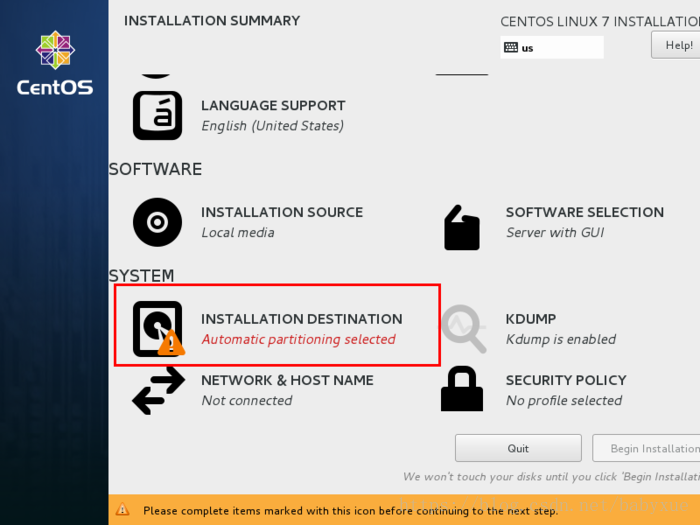 INSTALLATION SUMMARY
CENTOS LINUX 7 INSTALLATIO
us
Help!
CentOS
á
LANGUAGE SUPPORT
English (United States)
SOFTWARE
INSTALLATION SOURCE
Local media
SOFTWARE SELECTION
Server with GUI
SYSTEM
INSTALLATION DESTINATION
Automatic partitioning selected
KDUMP
Kdump is enabled
NETWORK & HOST NAME
Not connected
SECURITY POLICY
No profile selected
Quit
Begin Installation
We won't touch your disks until you click 'Begin Installati
Please complete items marked with this icon before continuing to the next step.